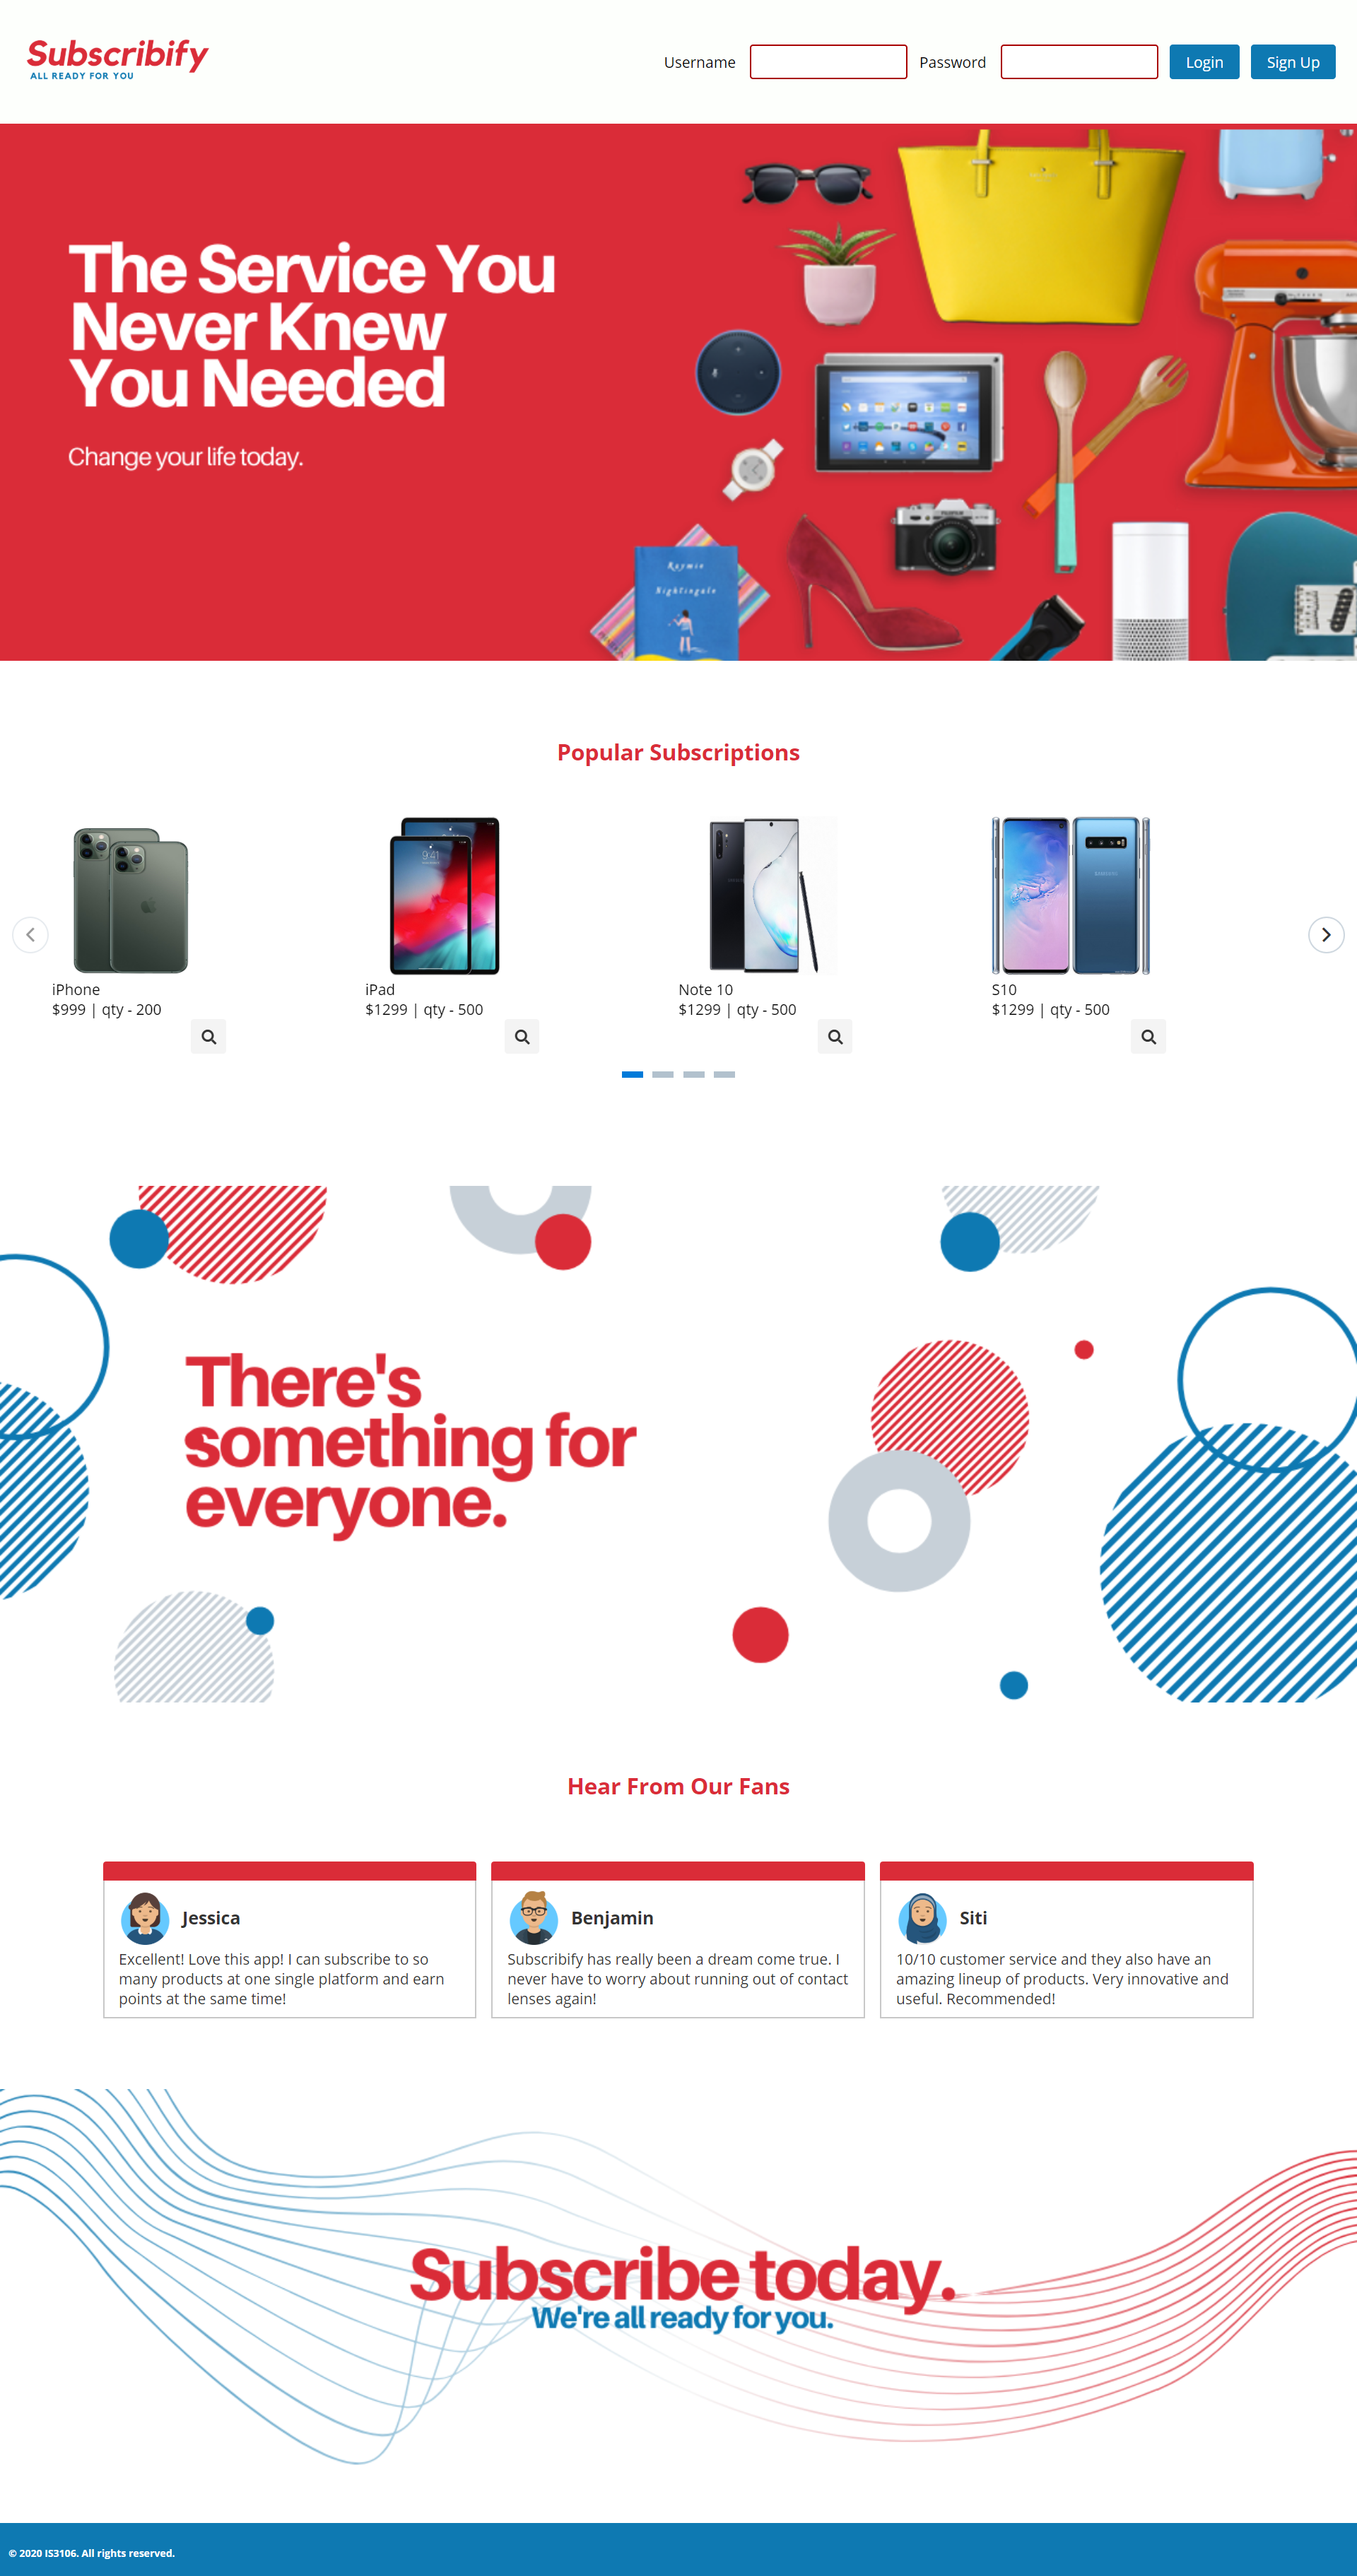 Subscribify
ALL READY FOR YOU
Username
Password
Login
Sign Up
The Service You
Never Knew
You Needed
Change your life today.
Raymie
Nightingale
Popular Subscriptions
9:41
iPhone
$999 | qty - 200
iPad
$1299 | qty - 500
Note 10
$1299 | qty - 500
S10
$1299 | qty - 500
There's
something for
everyone.
Hear From Our Fans
Jessica
Excellent! Love this app! I can subscribe to so
many products at one single platform and earn
points at the same time!
Benjamin
Subscribify has really been a dream come true. I
never have to worry about running out of contact
lenses again!
Siti
10/10 customer service and they also have an
amazing lineup of products. Very innovative and
useful. Recommended!
Subscribe today.
We're all ready for you.
© 2020 IS3106. All rights reserved.